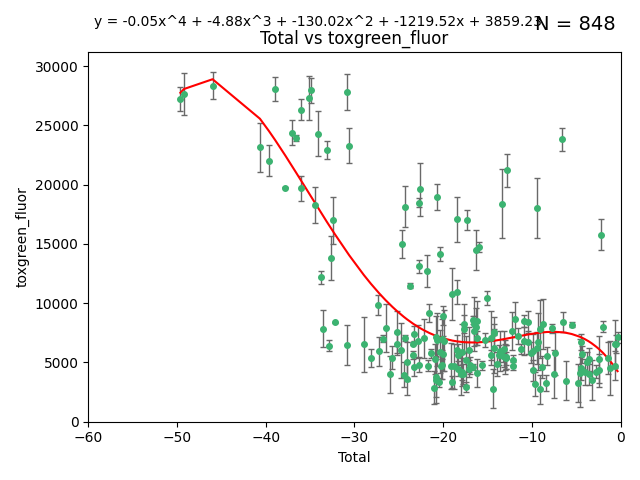 y = -0.05x^4 + -4.88x^3 + -130.02x^2 + -1219.52x + 3859.23
N = 848
Total vs toxgreen_fluor
30000
25000
20000
15000
10000
5000
0
toxgreen_fluor
−60 −50 −40 −30 −20 −10 0
Total